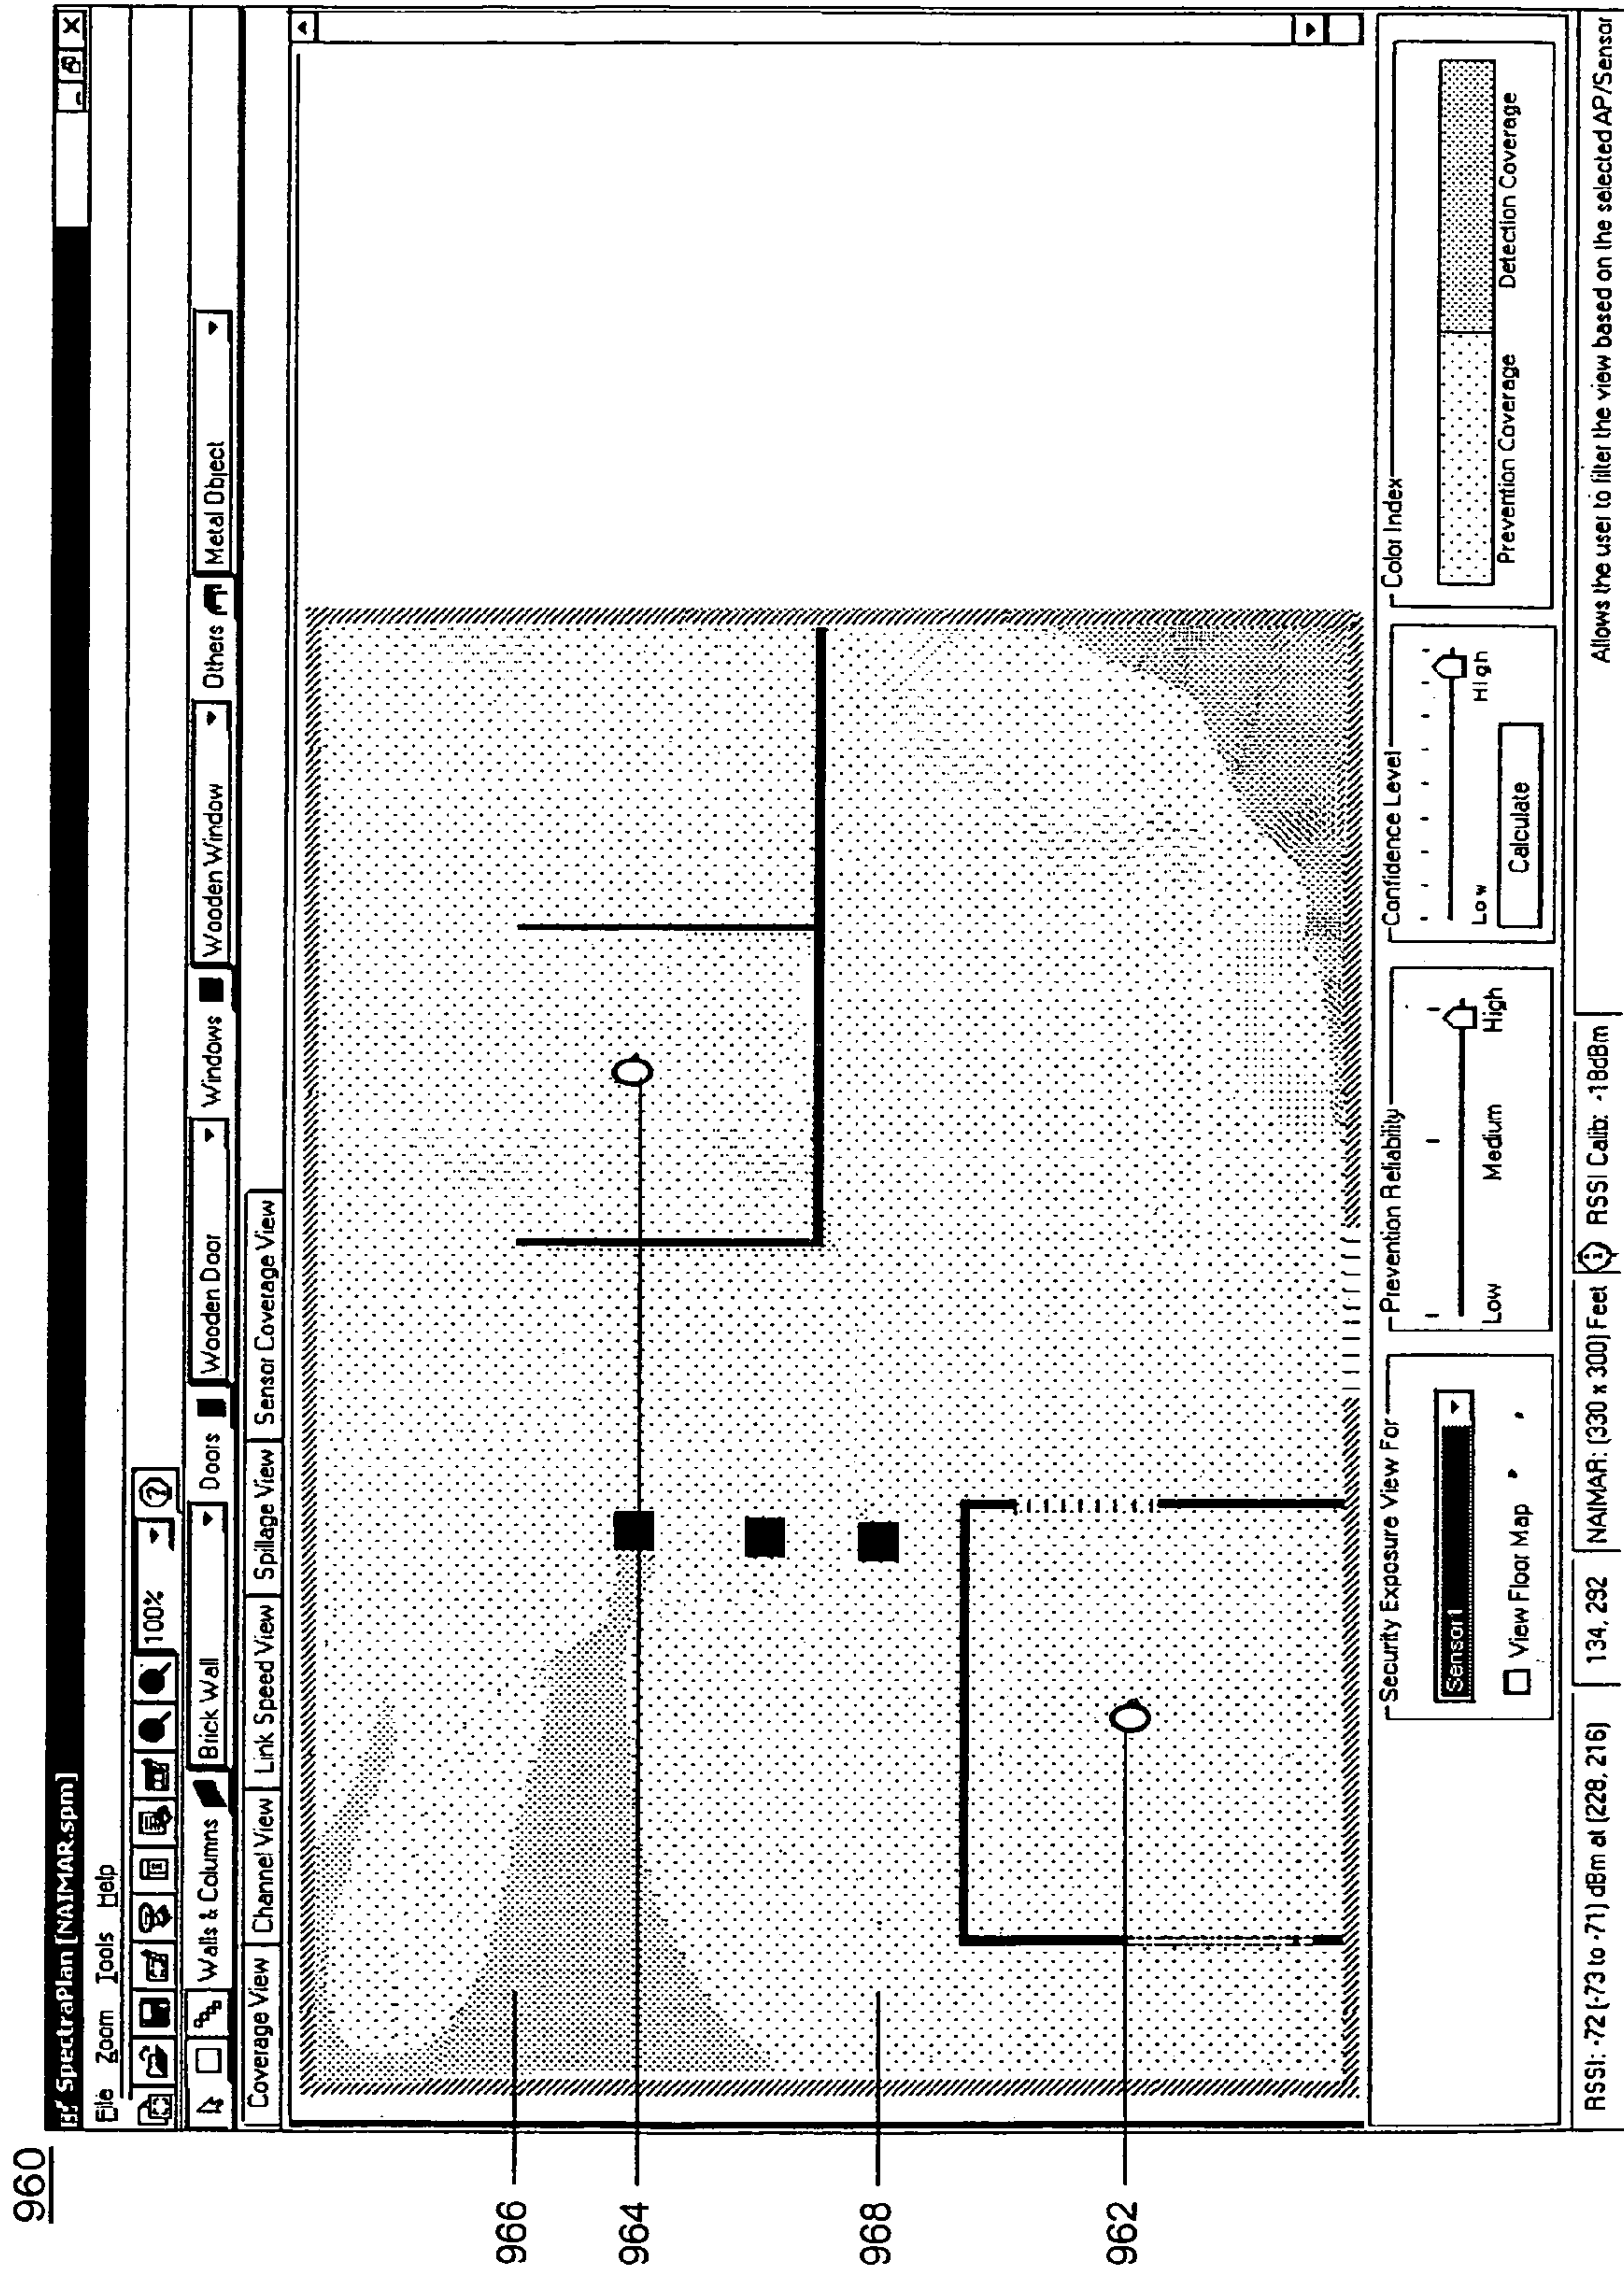 960
SpectraPlan [NAIMAR.spm]
File Zoom Tools Help
100% ?
Walls & Columns Brick Wall Doors Wooden Door Windows Wooden Window Others Metal Object
Coverage View Channel View Link Speed View Spillage View Sensor Coverage View
966
964
968
962
Security Exposure View For
Sensor1
View Floor Map
Prevention Reliability
Low Medium High
Confidence Level
Low High
Calculate
Color Index
Prevention Coverage Detection Coverage
RSSI: -72 (-73 to -71) dBm at (228, 216) 134, 292 NAIMAR: (330 x 300) Feet i RSSI Calib: -18dBm Allows the user to filter the view based on the selected AP/Sensor